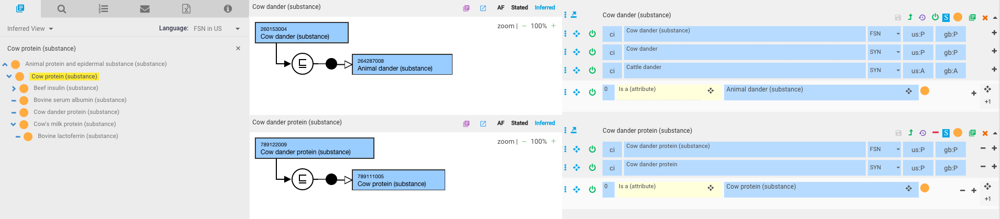 Inferred View
Language: FSN in US
Cow protein (substance)
Animal protein and epidermal substance (substance)
Cow protein (substance)
Beef insulin (substance)
Bovine serum albumin (substance)
Cow dander protein (substance)
Cow's milk protein (substance)
Bovine lactoferrin (substance)
Cow dander (substance)
AF Stated Inferred
zoom | − 100% +
260153004
Cow dander (substance)
264287008
Animal dander (substance)
Cow dander protein (substance)
AF Stated Inferred
zoom | − 100% +
789122009
Cow dander protein (substance)
789111005
Cow protein (substance)
Cow dander (substance)
S
ci Cow dander (substance) FSN us:P gb:P
ci Cow dander SYN us:P gb:P
ci Cattle dander SYN us:A gb:A
0 Is a (attribute) Animal dander (substance)
+1
Cow dander protein (substance)
S
ci Cow dander protein (substance) FSN us:P gb:P
ci Cow dander protein SYN us:P gb:P
0 Is a (attribute) Cow protein (substance)
+1